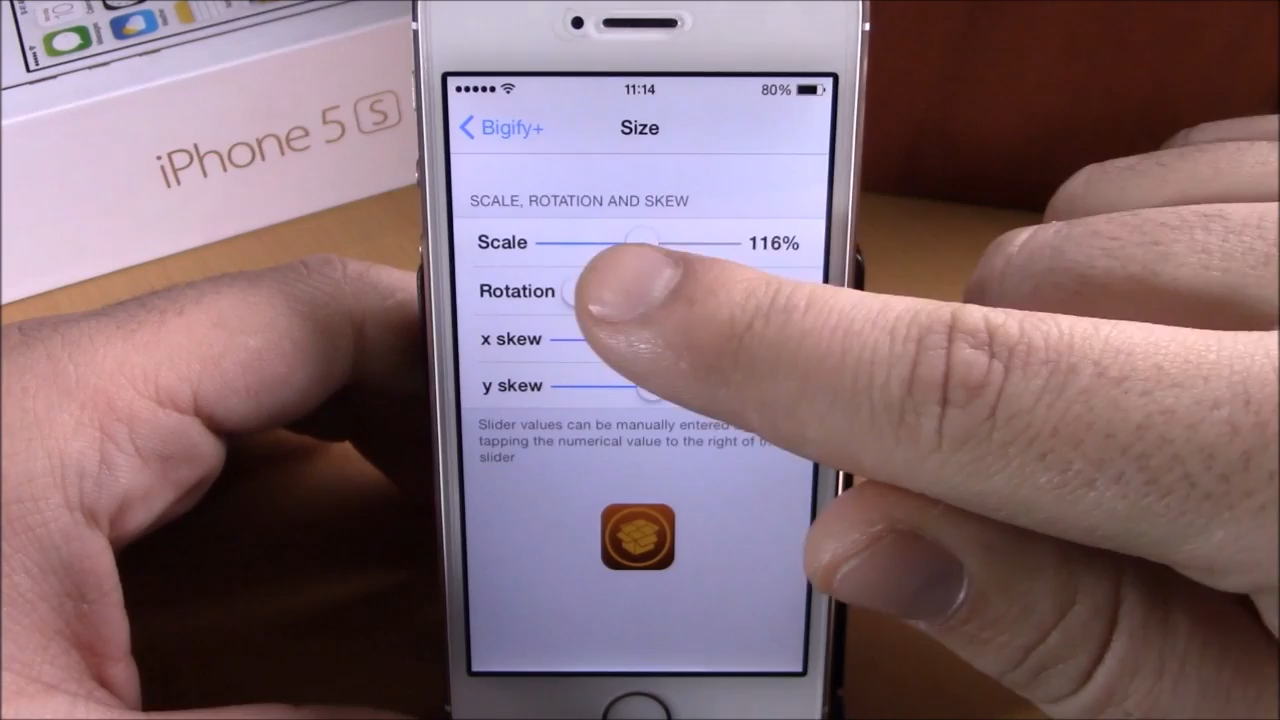 iPhone 5 S
11:14
80%
Bigify+
Size
SCALE, ROTATION AND SKEW
Scale
116%
Rotation
x skew
y skew
Slider values can be manually entered
tapping the numerical value to the right of
slider